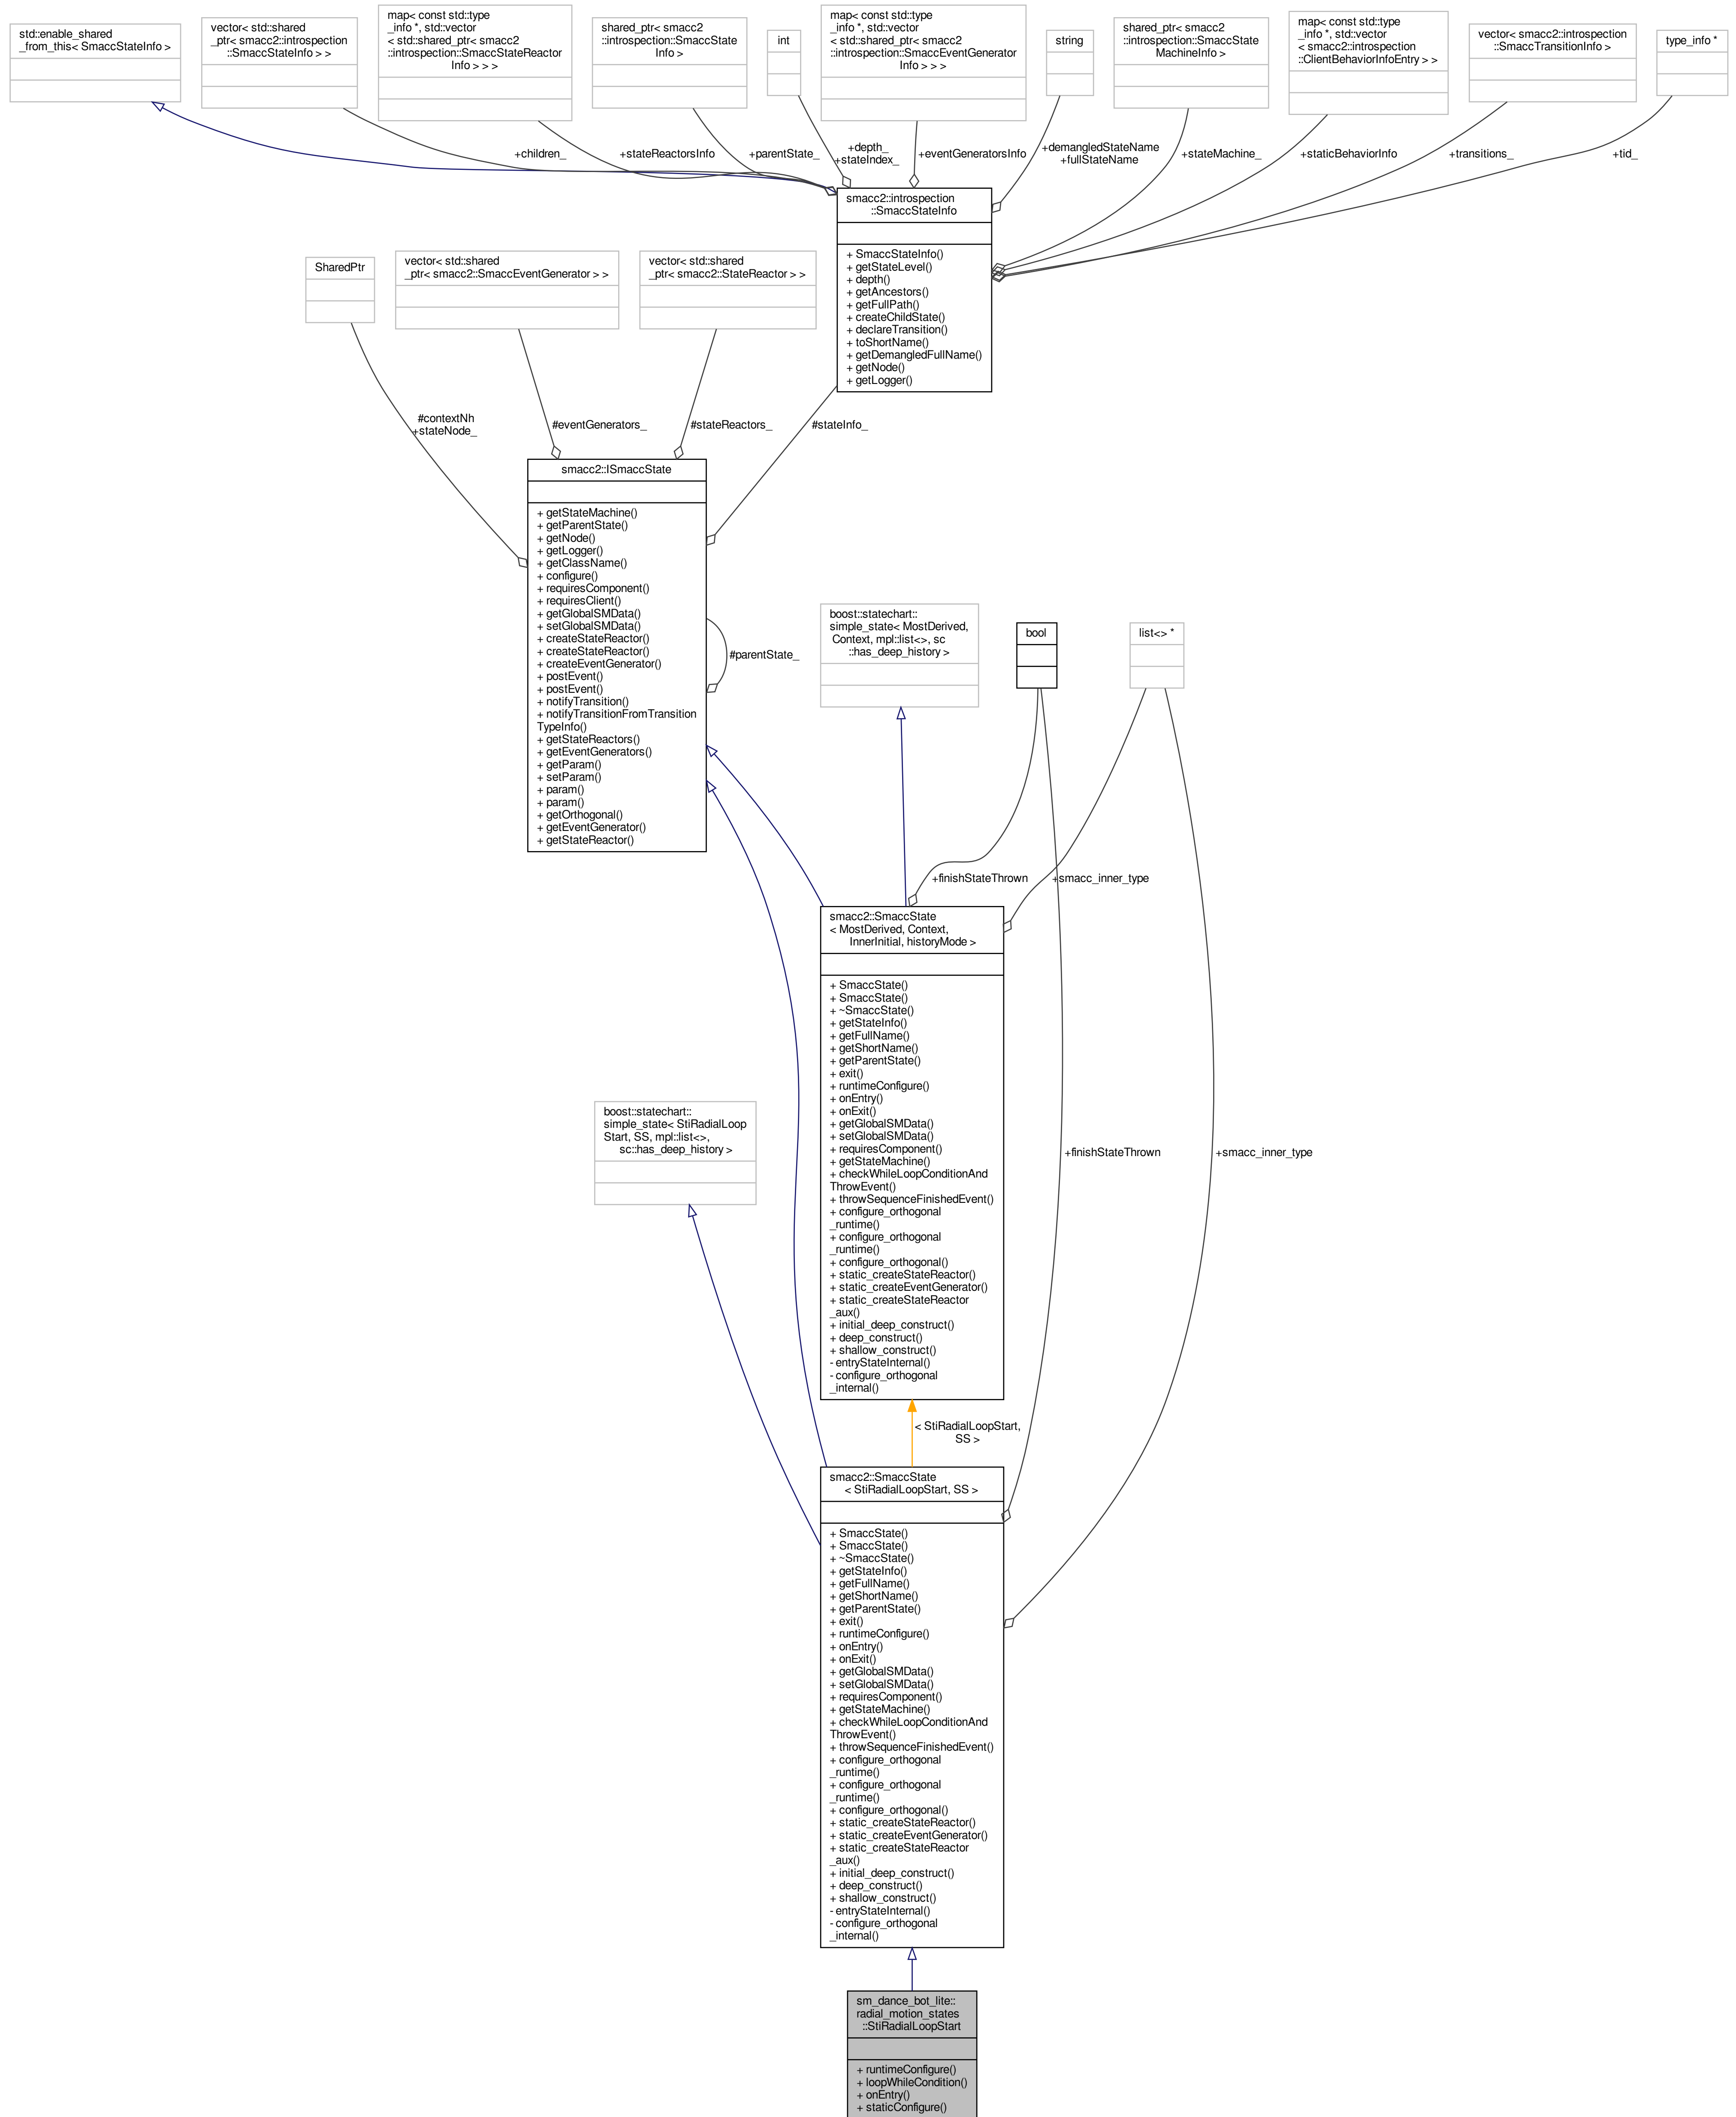 std::enable_shared
_from_this< SmaccStateInfo >
vector< std::shared
_ptr< smacc2::introspection
::SmaccStateInfo > >
map< const std::type
_info *, std::vector
< std::shared_ptr< smacc2
::introspection::SmaccStateReactor
Info > > >
shared_ptr< smacc2
::introspection::SmaccState
Info >
int
map< const std::type
_info *, std::vector
< std::shared_ptr< smacc2
::introspection::SmaccEventGenerator
Info > > >
string
shared_ptr< smacc2
::introspection::SmaccState
MachineInfo >
map< const std::type
_info *, std::vector
< smacc2::introspection
::ClientBehaviorInfoEntry > >
vector< smacc2::introspection
::SmaccTransitionInfo >
type_info *
+children_
+stateReactorsInfo
+parentState_
+depth_
+stateIndex_
+eventGeneratorsInfo
+demangledStateName
+fullStateName
+stateMachine_
+staticBehaviorInfo
+transitions_
+tid_
smacc2::introspection
::SmaccStateInfo
+ SmaccStateInfo()
+ getStateLevel()
+ depth()
+ getAncestors()
+ getFullPath()
+ createChildState()
+ declareTransition()
+ toShortName()
+ getDemangledFullName()
+ getNode()
+ getLogger()
SharedPtr
vector< std::shared
_ptr< smacc2::SmaccEventGenerator > >
vector< std::shared
_ptr< smacc2::StateReactor > >
#contextNh
+stateNode_
#eventGenerators_
#stateReactors_
#stateInfo_
smacc2::ISmaccState
+ getStateMachine()
+ getParentState()
+ getNode()
+ getLogger()
+ getClassName()
+ configure()
+ requiresComponent()
+ requiresClient()
+ getGlobalSMData()
+ setGlobalSMData()
+ createStateReactor()
+ createStateReactor()
+ createEventGenerator()
+ postEvent()
+ postEvent()
+ notifyTransition()
+ notifyTransitionFromTransition
TypeInfo()
+ getStateReactors()
+ getEventGenerators()
+ getParam()
+ setParam()
+ param()
+ param()
+ getOrthogonal()
+ getEventGenerator()
+ getStateReactor()
#parentState_
boost::statechart::
simple_state< MostDerived,
Context, mpl::list<>, sc
::has_deep_history >
bool
list<> *
+finishStateThrown
+smacc_inner_type
smacc2::SmaccState
< MostDerived, Context,
InnerInitial, historyMode >
+ SmaccState()
+ SmaccState()
+ ~SmaccState()
+ getStateInfo()
+ getFullName()
+ getShortName()
+ getParentState()
+ exit()
+ runtimeConfigure()
+ onEntry()
+ onExit()
+ getGlobalSMData()
+ setGlobalSMData()
+ requiresComponent()
+ getStateMachine()
+ checkWhileLoopConditionAnd
ThrowEvent()
+ throwSequenceFinishedEvent()
+ configure_orthogonal
_runtime()
+ configure_orthogonal
_runtime()
+ configure_orthogonal()
+ static_createStateReactor()
+ static_createEventGenerator()
+ static_createStateReactor
_aux()
+ initial_deep_construct()
+ deep_construct()
+ shallow_construct()
- entryStateInternal()
- configure_orthogonal
_internal()
boost::statechart::
simple_state< StiRadialLoop
Start, SS, mpl::list<>,
sc::has_deep_history >
+finishStateThrown
+smacc_inner_type
< StiRadialLoopStart,
SS >
smacc2::SmaccState
< StiRadialLoopStart, SS >
+ SmaccState()
+ SmaccState()
+ ~SmaccState()
+ getStateInfo()
+ getFullName()
+ getShortName()
+ getParentState()
+ exit()
+ runtimeConfigure()
+ onEntry()
+ onExit()
+ getGlobalSMData()
+ setGlobalSMData()
+ requiresComponent()
+ getStateMachine()
+ checkWhileLoopConditionAnd
ThrowEvent()
+ throwSequenceFinishedEvent()
+ configure_orthogonal
_runtime()
+ configure_orthogonal
_runtime()
+ configure_orthogonal()
+ static_createStateReactor()
+ static_createEventGenerator()
+ static_createStateReactor
_aux()
+ initial_deep_construct()
+ deep_construct()
+ shallow_construct()
- entryStateInternal()
- configure_orthogonal
_internal()
sm_dance_bot_lite::
radial_motion_states
::StiRadialLoopStart
+ runtimeConfigure()
+ loopWhileCondition()
+ onEntry()
+ staticConfigure()